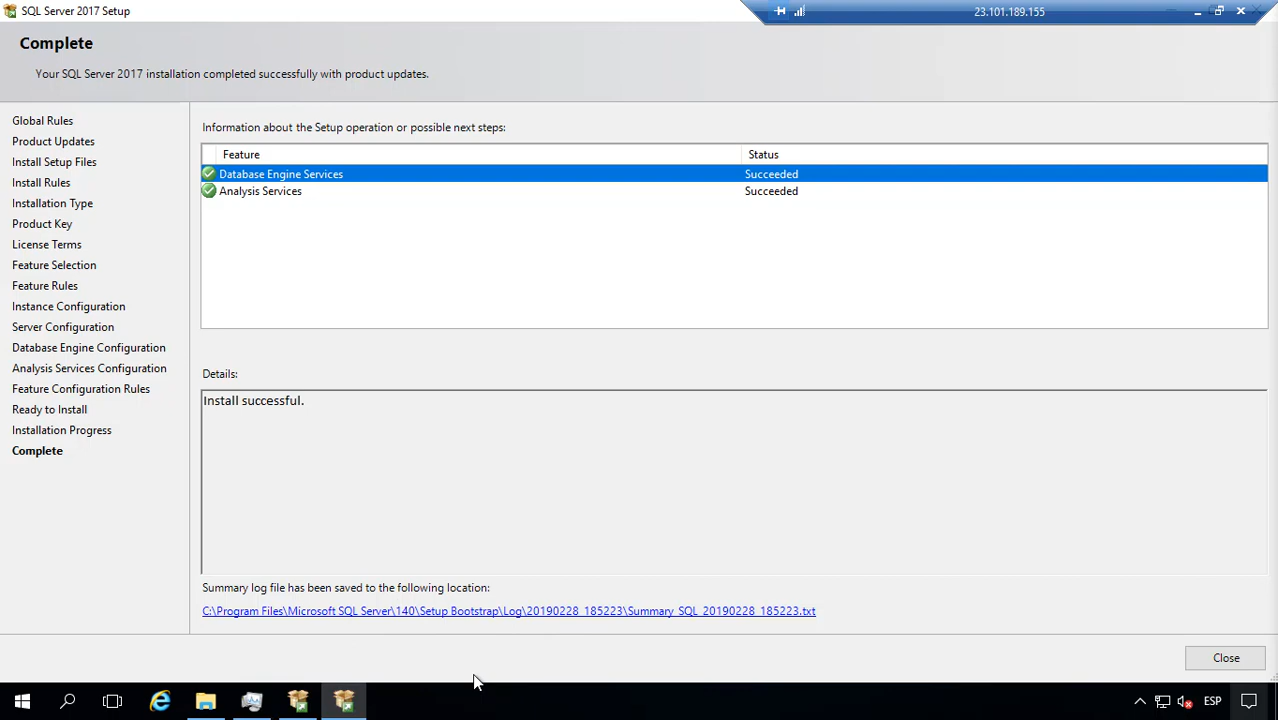 SQL Server 2017 Setup
23.101.189.155
Complete
Your SQL Server 2017 installation completed successfully with product updates.
Global Rules
Product Updates
Install Setup Files
Install Rules
Installation Type
Product Key
License Terms
Feature Selection
Feature Rules
Instance Configuration
Server Configuration
Database Engine Configuration
Analysis Services Configuration
Feature Configuration Rules
Ready to Install
Installation Progress
Complete
Information about the Setup operation or possible next steps:
Feature Status
Database Engine Services Succeeded
Analysis Services Succeeded
Details:
Install successful.
Summary log file has been saved to the following location:
C:\Program Files\Microsoft SQL Server\140\Setup Bootstrap\Log\20190228_185223\Summary_SQL_20190228_185223.txt
Close
ESP